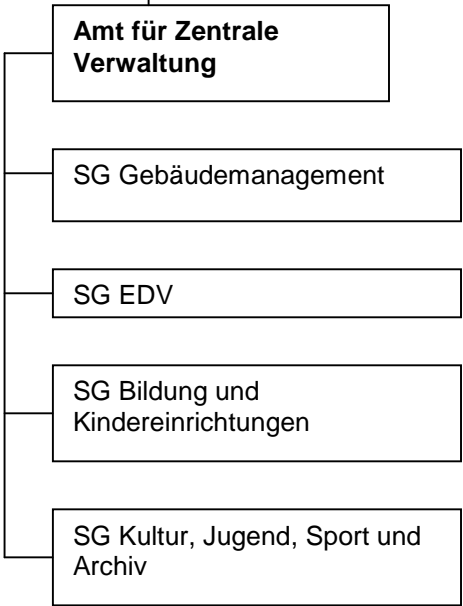 Amt für Zentrale
Verwaltung
SG Gebäudemanagement
SG EDV
SG Bildung und
Kindereinrichtungen
SG Kultur, Jugend, Sport und
Archiv